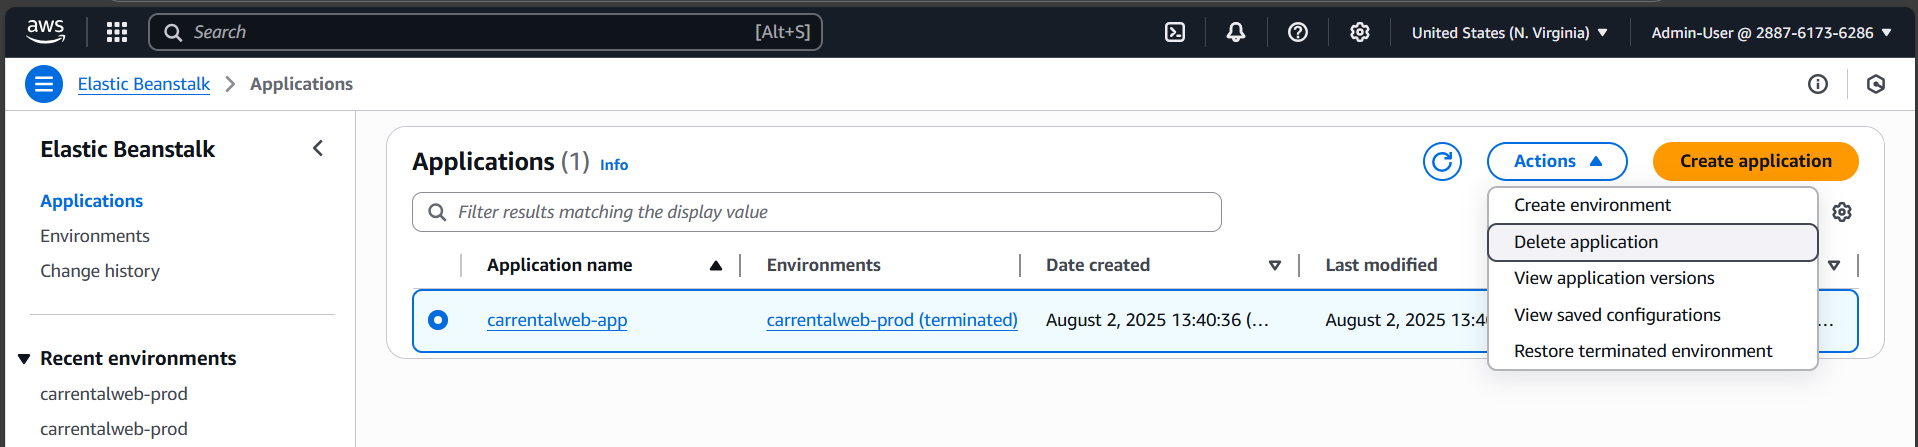 aws
Search [Alt+S]
United States (N. Virginia) ▼
Admin-User @ 2887-6173-6286 ▼
Elastic Beanstalk > Applications
Elastic Beanstalk
Applications
Environments
Change history
Recent environments
carrentalweb-prod
carrentalweb-prod
Applications (1) Info
Actions
Create application
Filter results matching the display value
Create environment
Delete application
View application versions
View saved configurations
Restore terminated environment
Application name Environments Date created Last modified
carrentalweb-app carrentalweb-prod (terminated) August 2, 2025 13:40:36 (... August 2, 2025 13:4